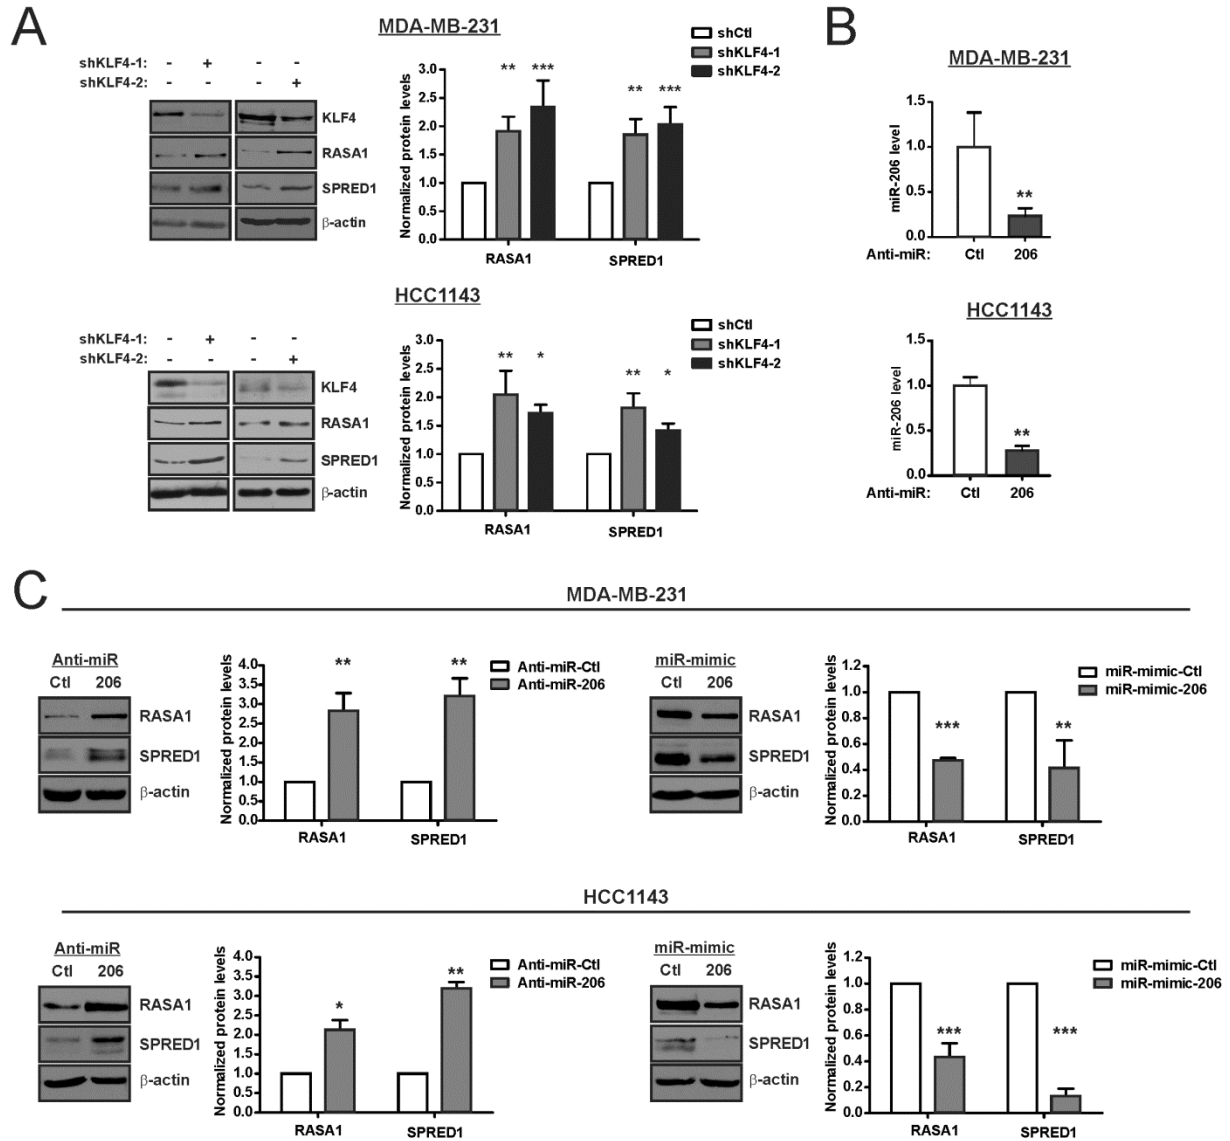 A
MDA-MB-231
shKLF4-1: - + - -
shKLF4-2: - - - +
KLF4
RASA1
SPRED1
β-actin
Normalized protein levels
3.0
2.5
2.0
1.5
1.0
0.5
0.0
** ***
** ***
RASA1 SPRED1
shCtl
shKLF4-1
shKLF4-2
HCC1143
shKLF4-1: - + - -
shKLF4-2: - - - +
KLF4
RASA1
SPRED1
β-actin
Normalized protein levels
3.0
2.5
2.0
1.5
1.0
0.5
0.0
** *
** *
RASA1 SPRED1
shCtl
shKLF4-1
shKLF4-2
B
MDA-MB-231
miR-206 level
1.5
1.0
0.5
0.0
**
Anti-miR: Ctl 206
HCC1143
miR-206 level
1.5
1.0
0.5
0.0
**
Anti-miR: Ctl 206
C
MDA-MB-231
Anti-miR
Ctl 206
RASA1
SPRED1
β-actin
Normalized protein levels
4.0
3.5
3.0
2.5
2.0
1.5
1.0
0.5
0.0
** **
RASA1 SPRED1
Anti-miR-Ctl
Anti-miR-206
miR-mimic
Ctl 206
RASA1
SPRED1
β-actin
Normalized protein levels
1.2
1.0
0.8
0.6
0.4
0.2
0.0
*** **
RASA1 SPRED1
miR-mimic-Ctl
miR-mimic-206
HCC1143
Anti-miR
Ctl 206
RASA1
SPRED1
β-actin
Normalized protein levels
4.0
3.5
3.0
2.5
2.0
1.5
1.0
0.5
0.0
* **
RASA1 SPRED1
Anti-miR-Ctl
Anti-miR-206
miR-mimic
Ctl 206
RASA1
SPRED1
β-actin
Normalized protein levels
1.2
1.0
0.8
0.6
0.4
0.2
0.0
*** ***
RASA1 SPRED1
miR-mimic-Ctl
miR-mimic-206